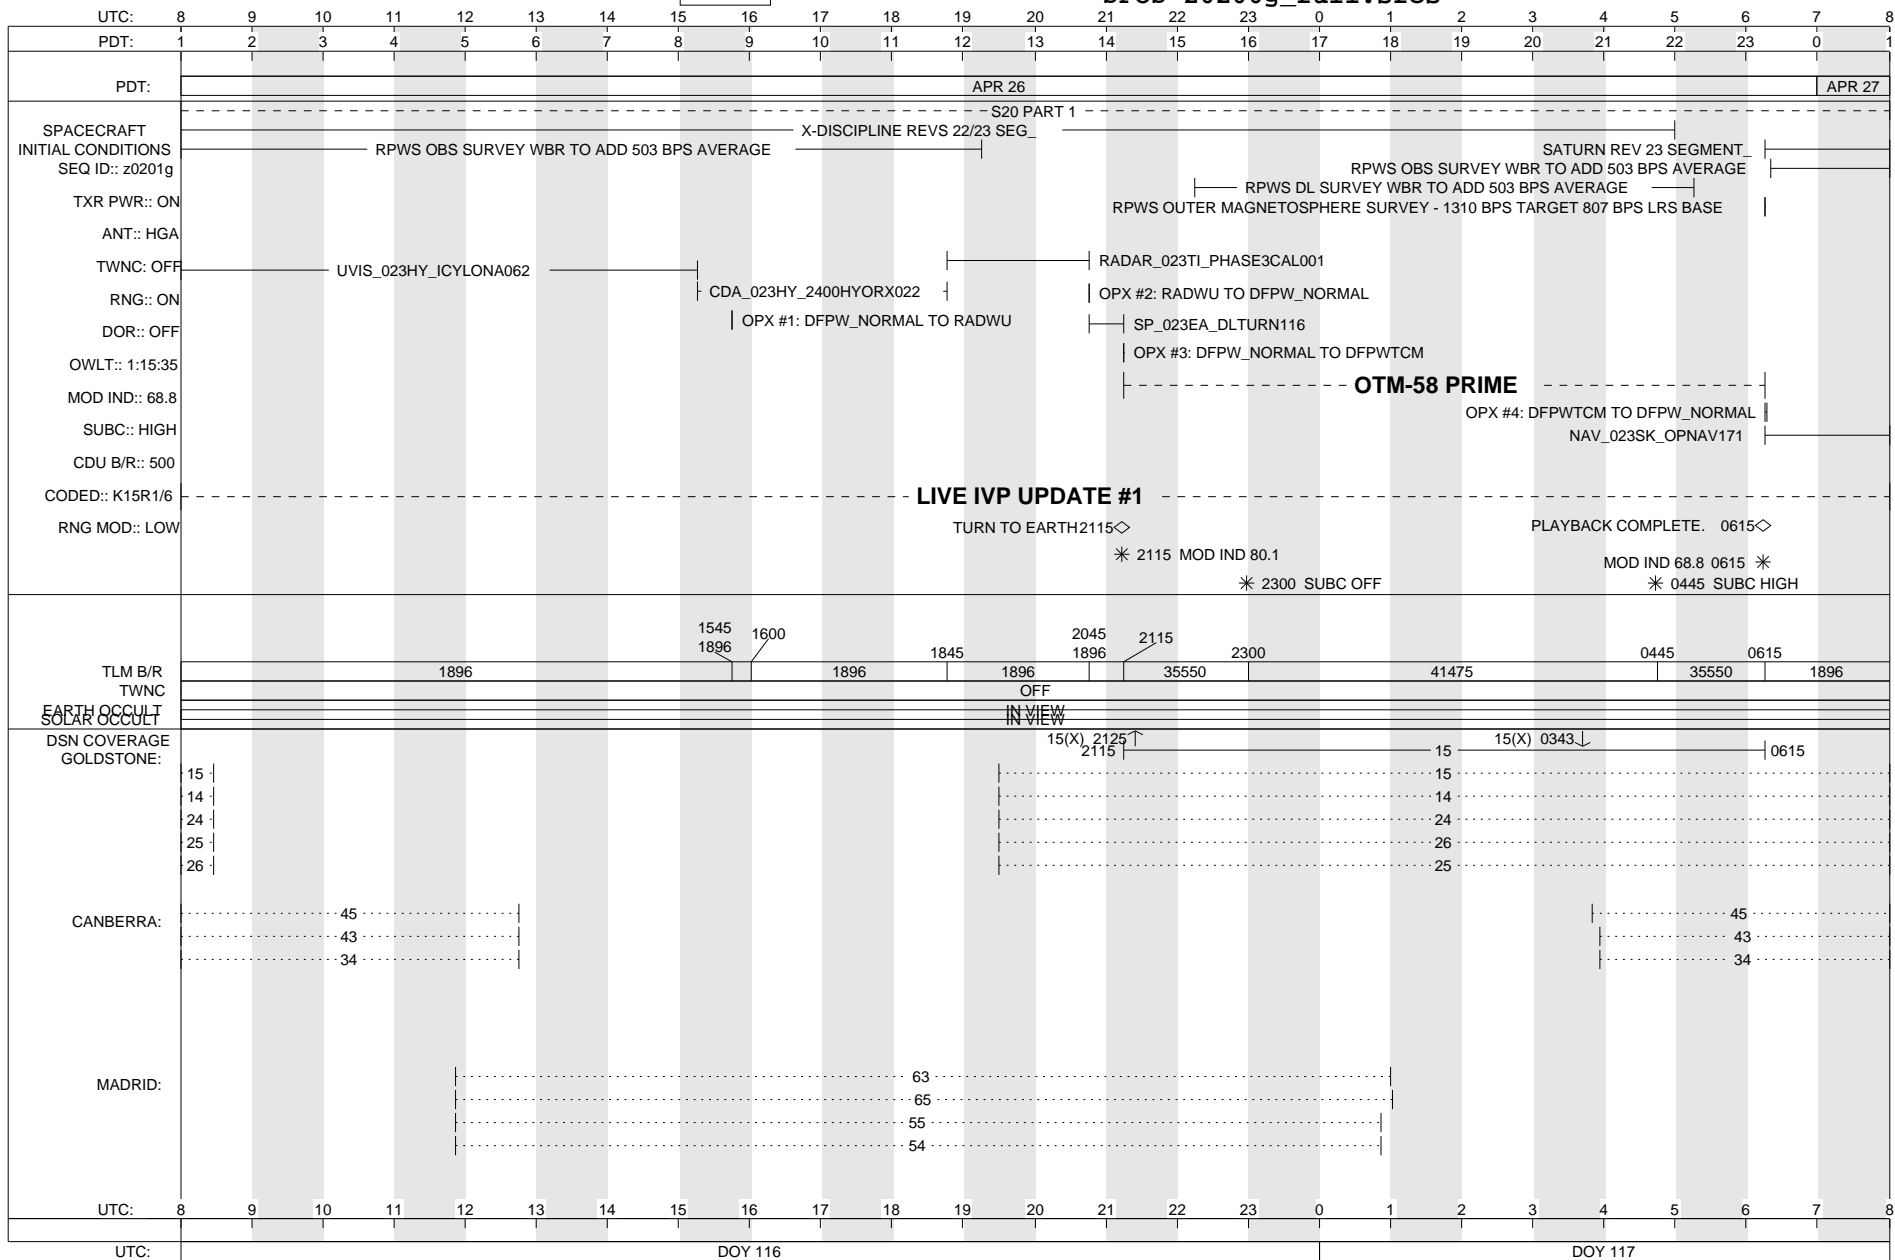 UTC: 8 9 10 11 12 13 14 15 16 17 18 19 20 21 22 23 0 1 2 3 4 5 6 7 8
PDT: 1 2 3 4 5 6 7 8 9 10 11 12 13 14 15 16 17 18 19 20 21 22 23 0 1
PDT: APR 26 APR 27
S20 PART 1
SPACECRAFT X-DISCIPLINE REVS 22/23 SEG_
INITIAL CONDITIONS RPWS OBS SURVEY WBR TO ADD 503 BPS AVERAGE SATURN REV 23 SEGMENT_
SEQ ID:: z0201g RPWS OBS SURVEY WBR TO ADD 503 BPS AVERAGE
RPWS DL SURVEY WBR TO ADD 503 BPS AVERAGE
TXR PWR:: ON RPWS OUTER MAGNETOSPHERE SURVEY - 1310 BPS TARGET 807 BPS LRS BASE
ANT:: HGA
TWNC: OFF UVIS_023HY_ICYLONA062 RADAR_023TI_PHASE3CAL001
RNG:: ON CDA_023HY_2400HYORX022 OPX #2: RADWU TO DFPW_NORMAL
DOR:: OFF OPX #1: DFPW_NORMAL TO RADWU SP_023EA_DLTURN116
OWLT:: 1:15:35 OPX #3: DFPW_NORMAL TO DFPWTCM
OTM-58 PRIME
MOD IND:: 68.8 OPX #4: DFPWTCM TO DFPW_NORMAL
SUBC:: HIGH NAV_023SK_OPNAV171
CDU B/R:: 500
CODED:: K15R1/6 LIVE IVP UPDATE #1
RNG MOD:: LOW TURN TO EARTH2115 PLAYBACK COMPLETE. 0615
2115 MOD IND 80.1 MOD IND 68.8 0615
2300 SUBC OFF 0445 SUBC HIGH
1545 1600 2045 2115
1896 1845 1896 2300 0445 0615
TLM B/R 1896 1896 1896 35550 41475 35550 1896
TWNC OFF
EARTH OCCULT IN VIEW
SOLAR OCCULT IN VIEW
DSN COVERAGE 15(X) 2125 15(X) 0343
GOLDSTONE: 2115 15 0615
15 15
14 14
24 24
25 26
26 25
CANBERRA: 45 45
43 43
34 34
MADRID: 63
65
55
54
UTC: 8 9 10 11 12 13 14 15 16 17 18 19 20 21 22 23 0 1 2 3 4 5 6 7 8
UTC: DOY 116 DOY 117